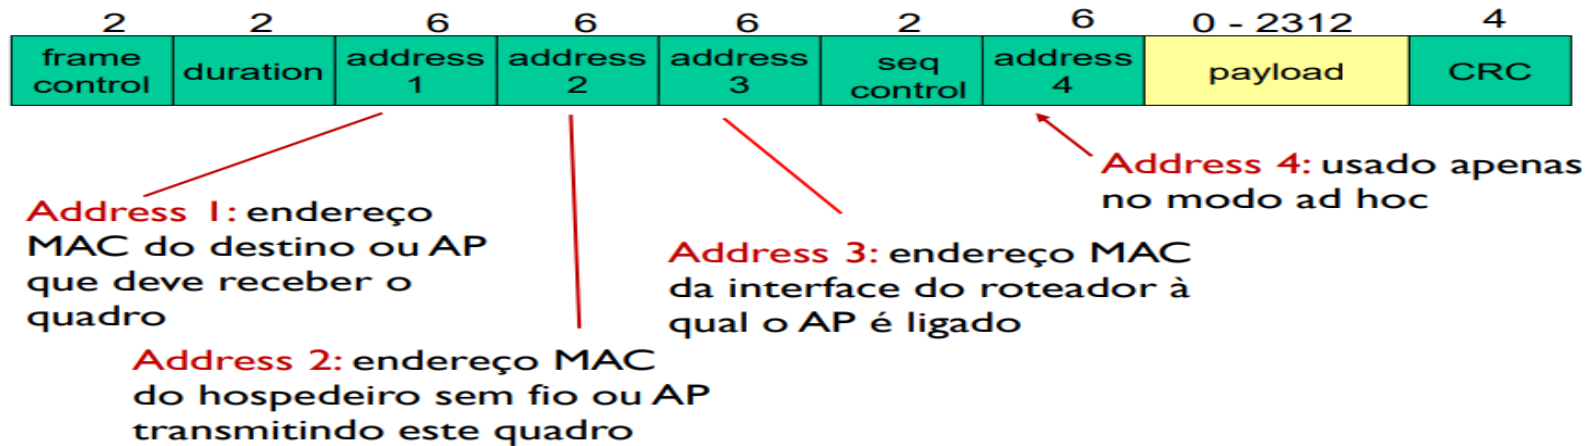 2 2 6 6 6 2 6 0 - 2312 4
frame control duration address 1 address 2 address 3 seq control address 4 payload CRC
Address 4: usado apenas
no modo ad hoc
Address 1: endereço
MAC do destino ou AP
que deve receber o
quadro
Address 3: endereço MAC
da interface do roteador à
qual o AP é ligado
Address 2: endereço MAC
do hospedeiro sem fio ou AP
transmitindo este quadro